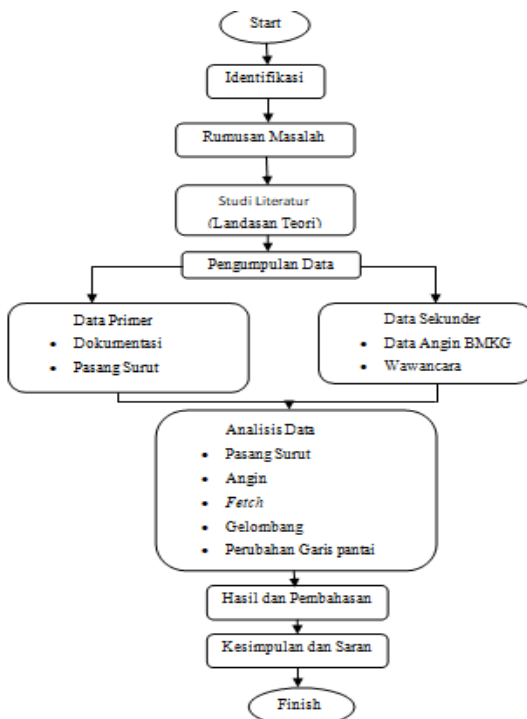 Start
Identifikasi
Rumusan Masalah
Studi Literatur
(Landasan Teori)
Pengumpulan Data
Data Primer
• Dokumentasi
• Pasang Surut
Data Sekunder
• Data Angin BMKG
• Wawancara
Analisis Data
• Pasang Surut
• Angin
• Fetch
• Gelombang
• Perubahan Garis pantai
Hasil dan Pembahasan
Kesimpulan dan Saran
Finish